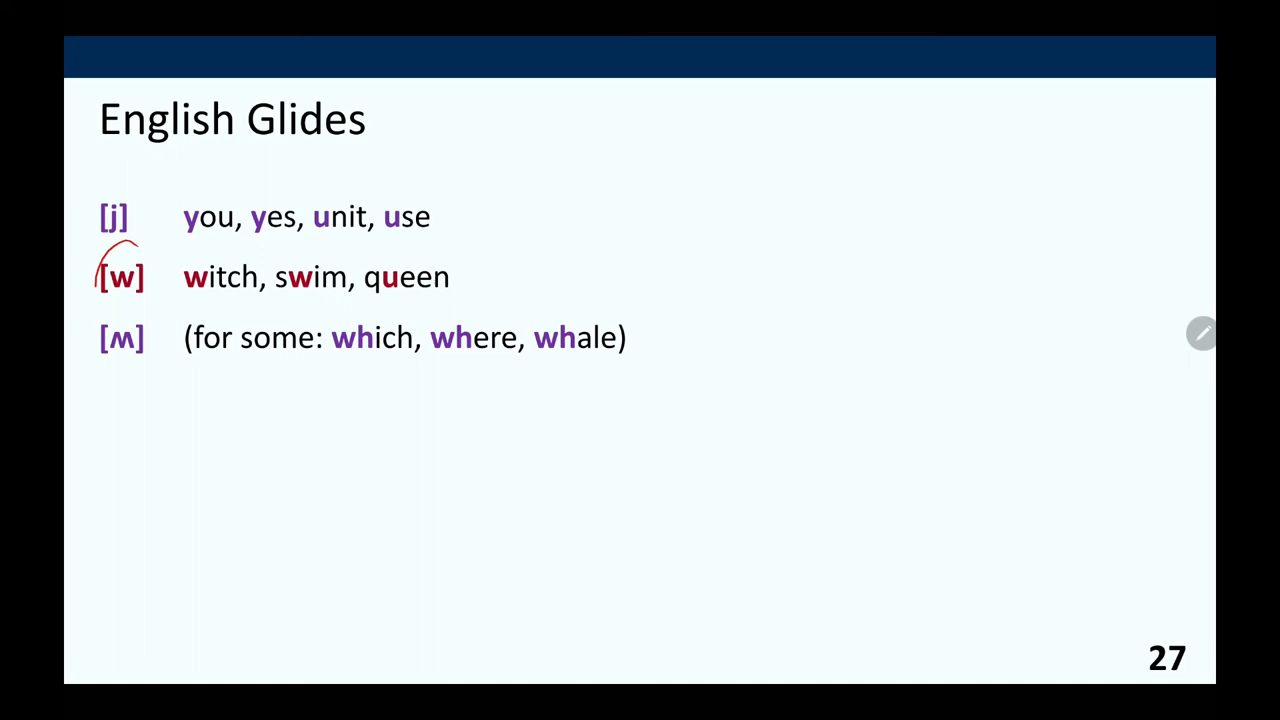 English Glides
[j] you, yes, unit, use
[w] witch, swim, queen
[ʍ] (for some: which, where, whale)
27